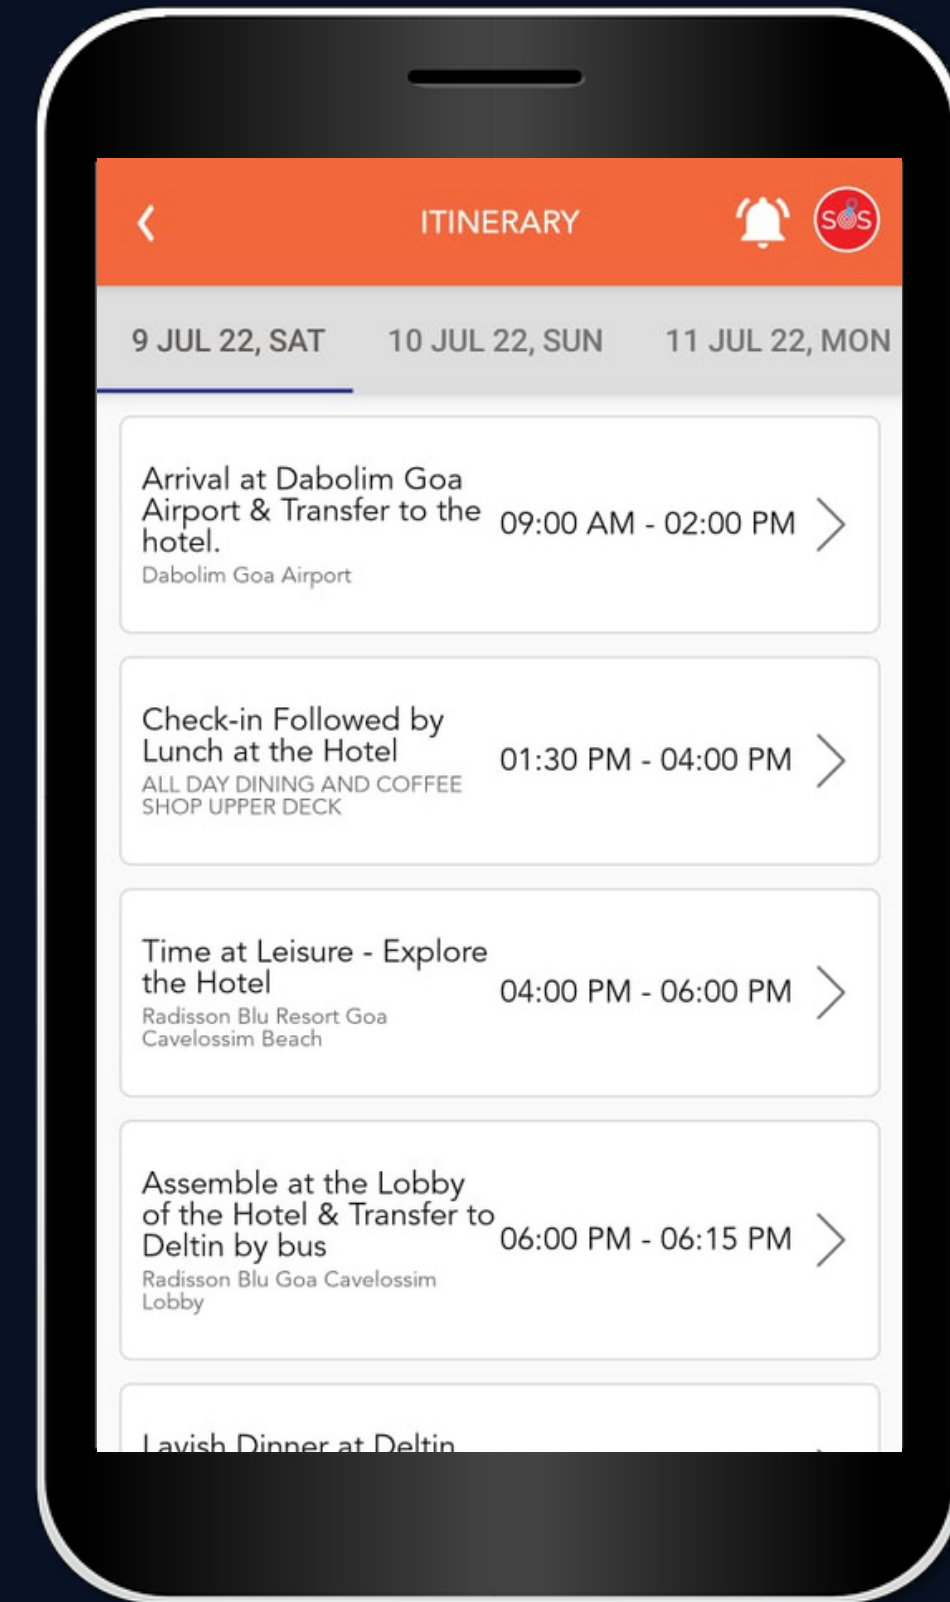 ITINERARY
SOS
9 JUL 22, SAT
10 JUL 22, SUN
11 JUL 22, MON
Arrival at Dabolim Goa
Airport & Transfer to the
hotel.
Dabolim Goa Airport
09:00 AM - 02:00 PM
Check-in Followed by
Lunch at the Hotel
ALL DAY DINING AND COFFEE
SHOP UPPER DECK
01:30 PM - 04:00 PM
Time at Leisure - Explore
the Hotel
Radisson Blu Resort Goa
Cavelossim Beach
04:00 PM - 06:00 PM
Assemble at the Lobby
of the Hotel & Transfer to
Deltin by bus
Radisson Blu Goa Cavelossim
Lobby
06:00 PM - 06:15 PM
Lavish Dinner at Deltin